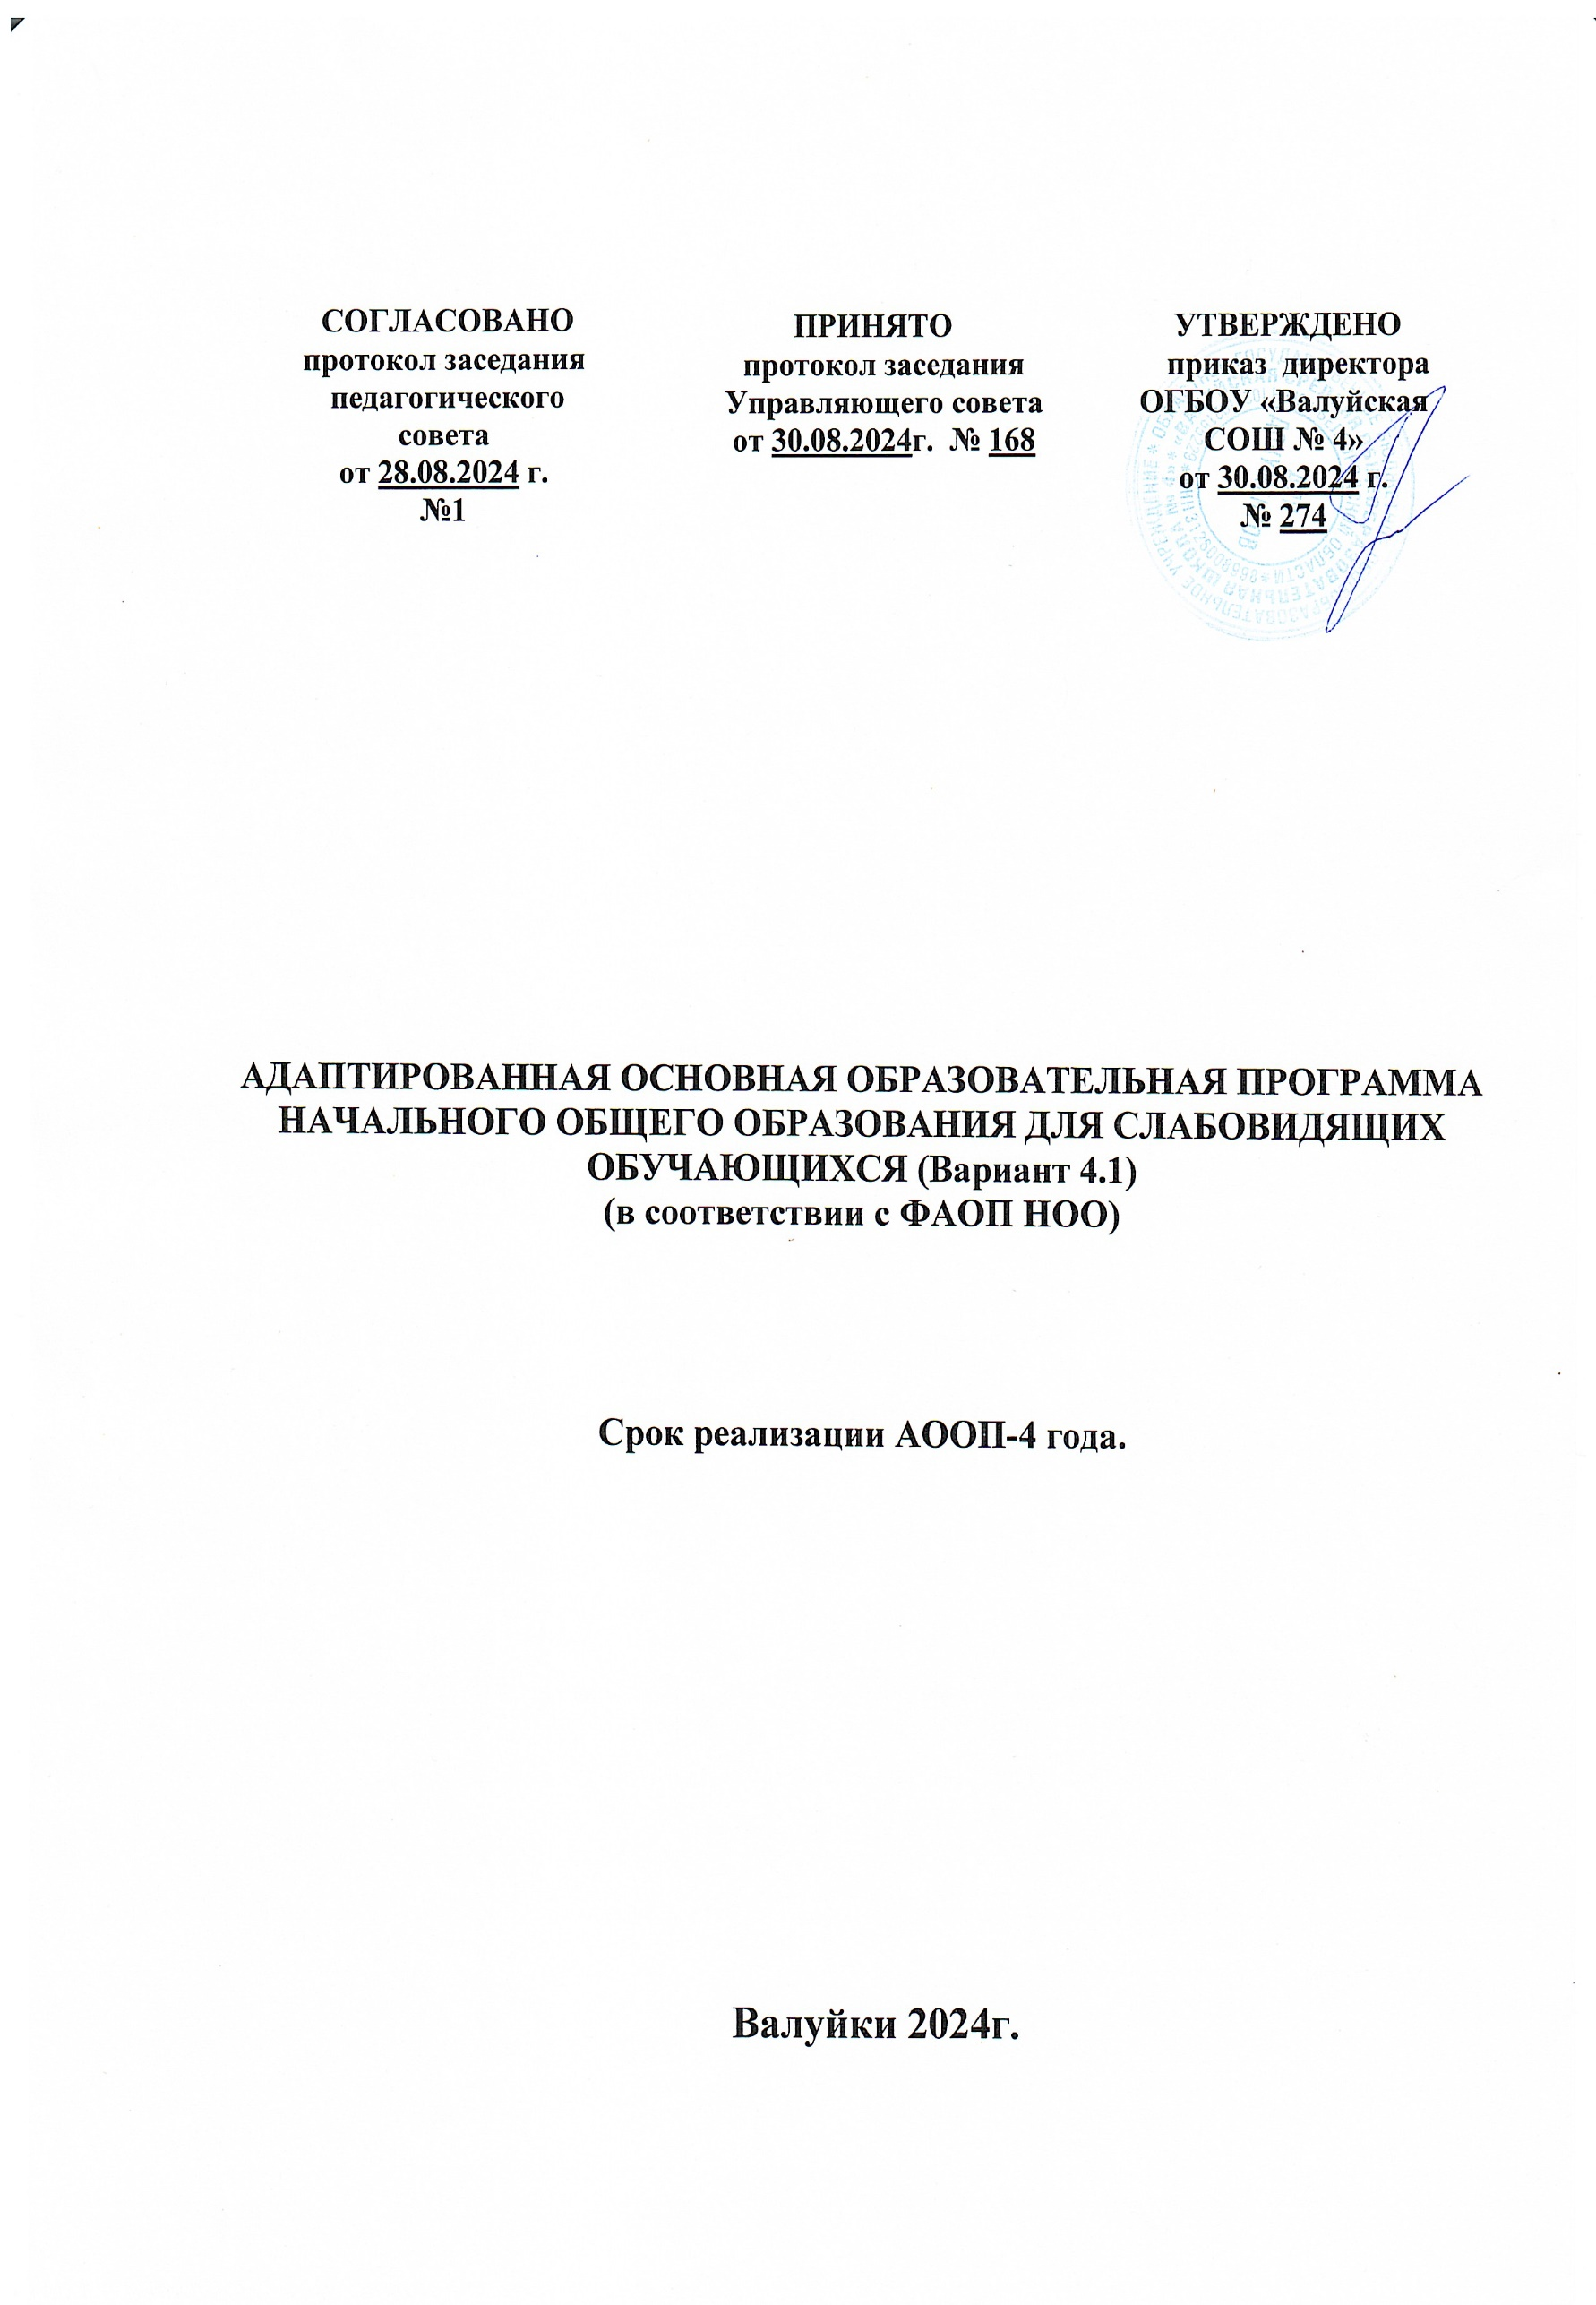 СОГЛАСОВАНО
протокол заседания
педагогического
совета
от 28.08.2024 г.
№1
ПРИНЯТО
протокол заседания
Управляющего совета
от 30.08.2024г. № 168
УТВЕРЖДЕНО
приказ директора
ОГБОУ «Валуйская
СОШ № 4»
от 30.08.2024 г.
№ 274
АДАПТИРОВАННАЯ ОСНОВНАЯ ОБРАЗОВАТЕЛЬНАЯ ПРОГРАММА
НАЧАЛЬНОГО ОБЩЕГО ОБРАЗОВАНИЯ ДЛЯ СЛАБОВИДЯЩИХ
ОБУЧАЮЩИХСЯ (Вариант 4.1)
(в соответствии с ФАОП НОО)
Срок реализации АООП-4 года.
Валуйки 2024г.